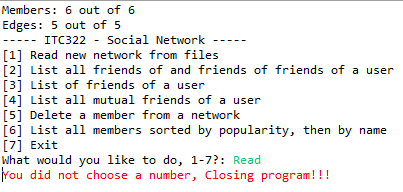 Members: 6 out of 6
Edges: 5 out of 5
----- ITC322 - Social Network -----
[1] Read new network from files
[2] List all friends of and friends of friends of a user
[3] List of friends of a user
[4] List all mutual friends of a user
[5] Delete a member from a network
[6] List all members sorted by popularity, then by name
[7] Exit
What would you like to do, 1-7?: Read
You did not choose a number, Closing program!!!